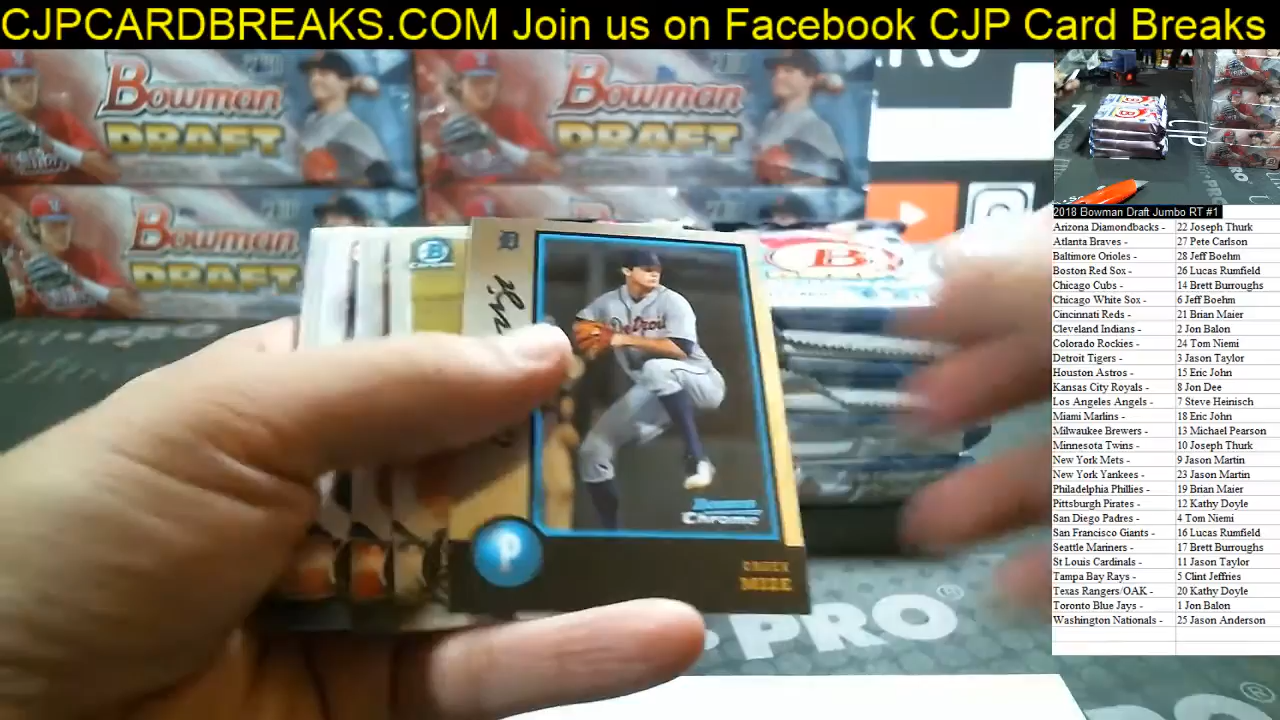 CJPCARDBREAKS.COM Join us on Facebook CJP Card Breaks
BOWMAN
DRAFT
BOWMAN
DRAFT
BOWMAN
DRAFT
Bowman
DRAFT
Detroit
Bowman
Chrome
P
CASEY
MIZE
PRO
CJP
2018 Bowman Draft Jumbo RT #1
Arizona Diamondbacks - 22 Joseph Thurk
Atlanta Braves - 27 Pete Carlson
Baltimore Orioles - 28 Jeff Boehm
Boston Red Sox - 26 Lucas Rumfield
Chicago Cubs - 14 Brett Burroughs
Chicago White Sox - 6 Jeff Boehm
Cincinnati Reds - 21 Brian Maier
Cleveland Indians - 2 Jon Balon
Colorado Rockies - 24 Tom Niemi
Detroit Tigers - 3 Jason Taylor
Houston Astros - 15 Eric John
Kansas City Royals - 8 Jon Dee
Los Angeles Angels - 7 Steve Heinisch
Miami Marlins - 18 Eric John
Milwaukee Brewers - 13 Michael Pearson
Minnesota Twins - 10 Joseph Thurk
New York Mets - 9 Jason Martin
New York Yankees - 23 Jason Martin
Philadelphia Phillies - 19 Brian Maier
Pittsburgh Pirates - 12 Kathy Doyle
San Diego Padres - 4 Tom Niemi
San Francisco Giants - 16 Lucas Rumfield
Seattle Mariners - 17 Brett Burroughs
St Louis Cardinals - 11 Jason Taylor
Tampa Bay Rays - 5 Clint Jeffries
Texas Rangers/OAK - 20 Kathy Doyle
Toronto Blue Jays - 1 Jon Balon
Washington Nationals - 25 Jason Anderson